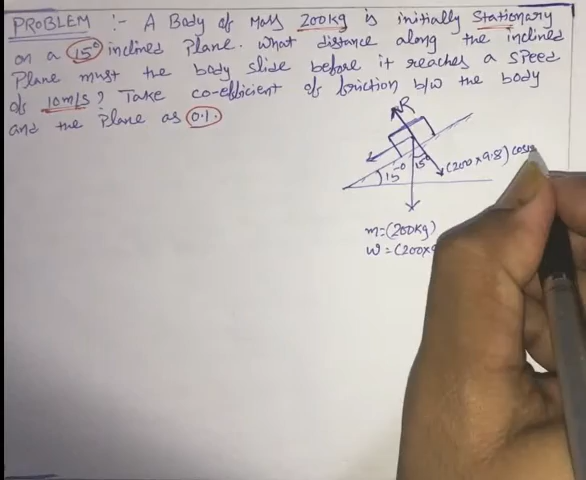 PROBLEM :- A Body of Mass 200kg is initially Stationary
on a 15° inclined Plane. What distance along the inclined
Plane must the body slide before it reaches a speed
of 10m/s? Take co-efficient of friction b/w the body
and the Plane as 0.1.
R
15°
15°
(200×9.8) cos
m=(200kg)
W=(200×9